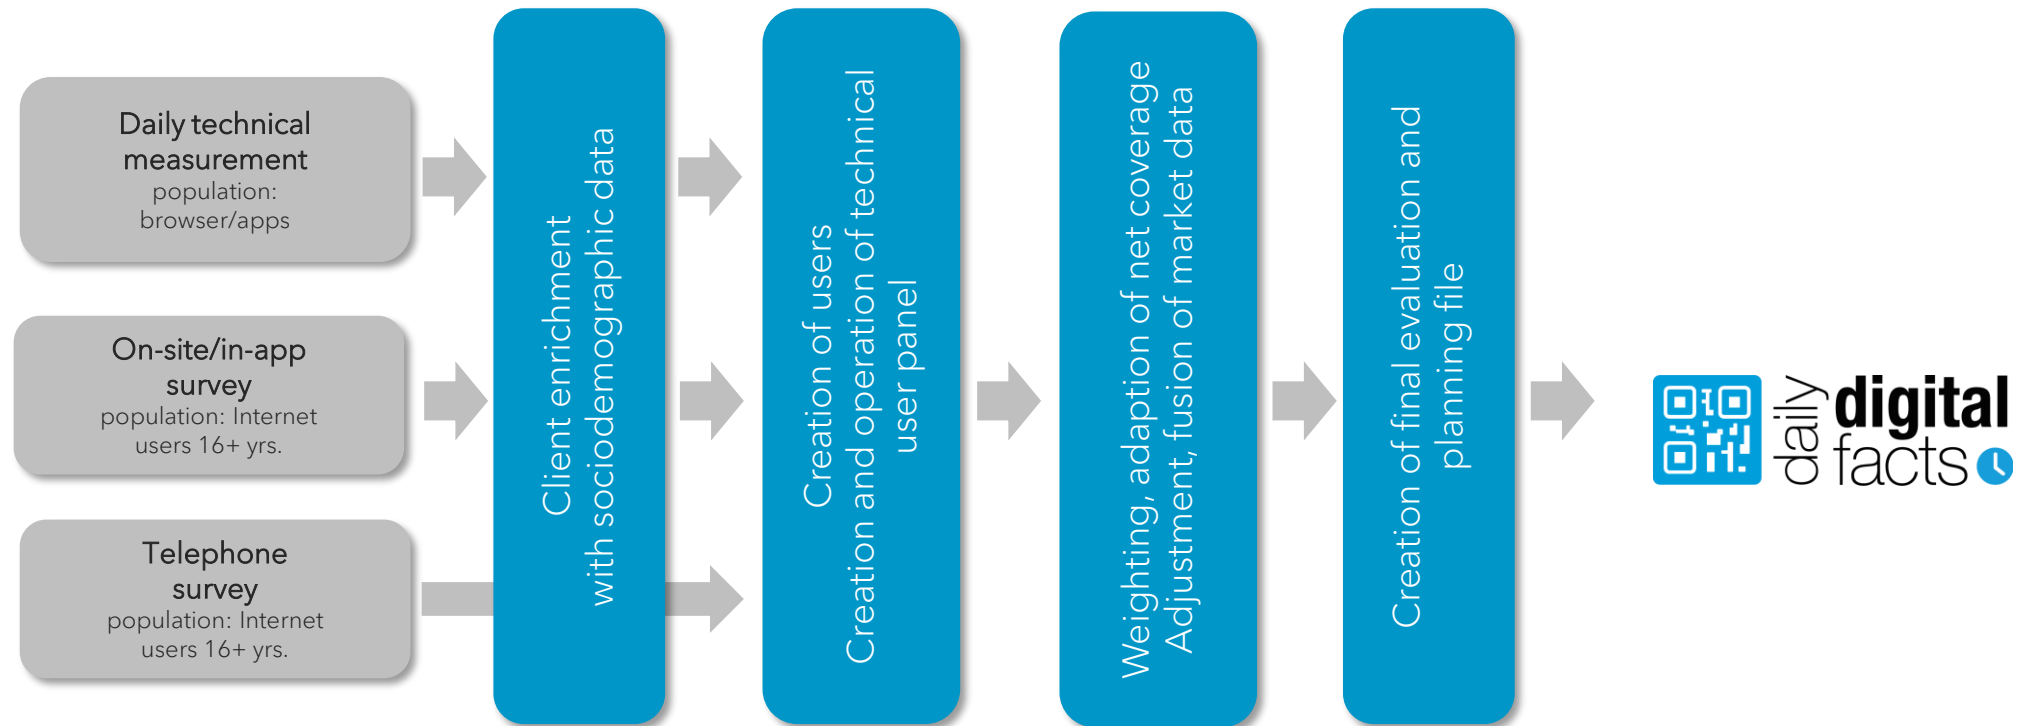 Daily technical
measurement
population:
browser/apps
On-site/in-app
survey
population: Internet
users 16+ yrs.
Telephone
survey
population: Internet
users 16+ yrs.
Client enrichment
with sociodemographic data
Creation of users
Creation and operation of technical
user panel
Weighting, adaption of net coverage
Adjustment, fusion of market data
Creation of final evaluation and
planning file
daily
digital
facts